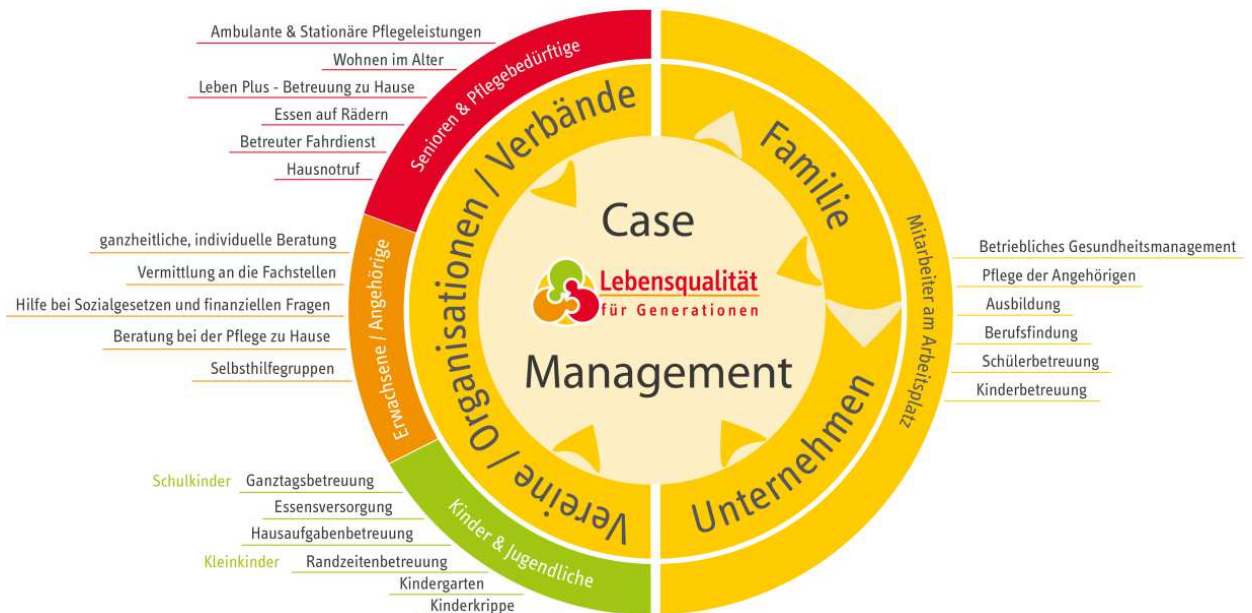 Ambulante & Stationäre Pflegeleistungen
Wohnen im Alter
Leben Plus - Betreuung zu Hause
Essen auf Rädern
Betreuter Fahrdienst
Hausnotruf
Senioren & Pflegebedürftige
ganzheitliche, individuelle Beratung
Vermittlung an die Fachstellen
Hilfe bei Sozialgesetzen und finanziellen Fragen
Beratung bei der Pflege zu Hause
Selbsthilfegruppen
Erwachsene / Angehörige
Schulkinder Ganztagsbetreuung
Essensversorgung
Hausaufgabenbetreuung
Kleinkinder Randzeitenbetreuung
Kindergarten
Kinderkrippe
Kinder & Jugendliche
Vereine / Organisationen / Verbände
Case
Lebensqualität
für Generationen
Management
Familie
Unternehmen
Mitarbeiter am Arbeitsplatz
Betriebliches Gesundheitsmanagement
Pflege der Angehörigen
Ausbildung
Berufsfindung
Schülerbetreuung
Kinderbetreuung